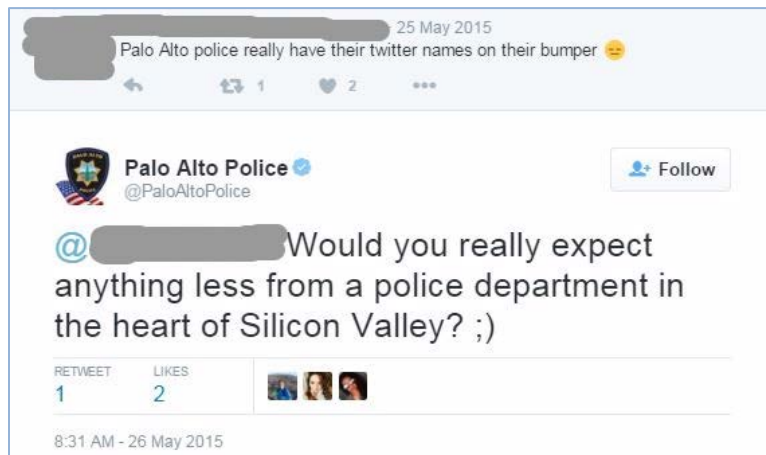 25 May 2015
Palo Alto police really have their twitter names on their bumper 😑
1 2
Palo Alto Police
@PaloAltoPolice
Follow
@ Would you really expect
anything less from a police department in
the heart of Silicon Valley? ;)
RETWEET LIKES
1 2
8:31 AM - 26 May 2015